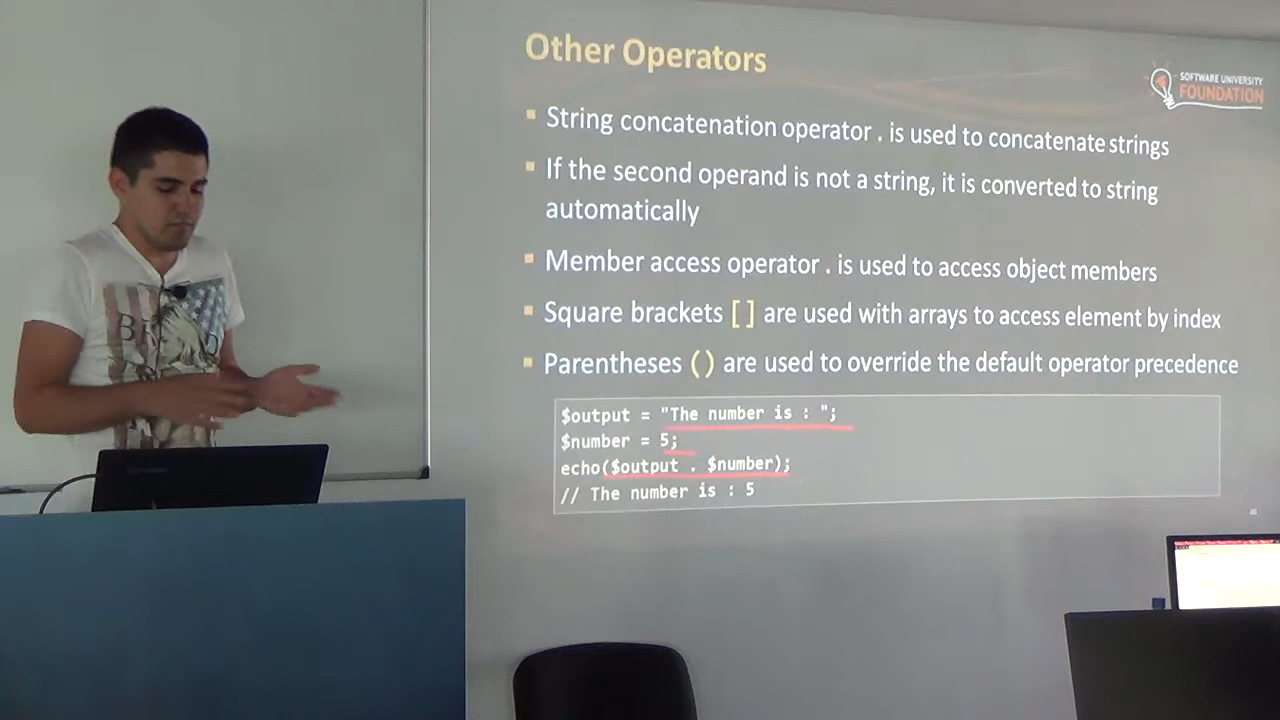 Other Operators
SOFTWARE UNIVERSITY
FOUNDATION
String concatenation operator . is used to concatenate strings
If the second operand is not a string, it is converted to string
automatically
Member access operator . is used to access object members
Square brackets [] are used with arrays to access element by index
Parentheses () are used to override the default operator precedence
$output = "The number is : ";
$number = 5;
echo($output . $number);
// The number is : 5